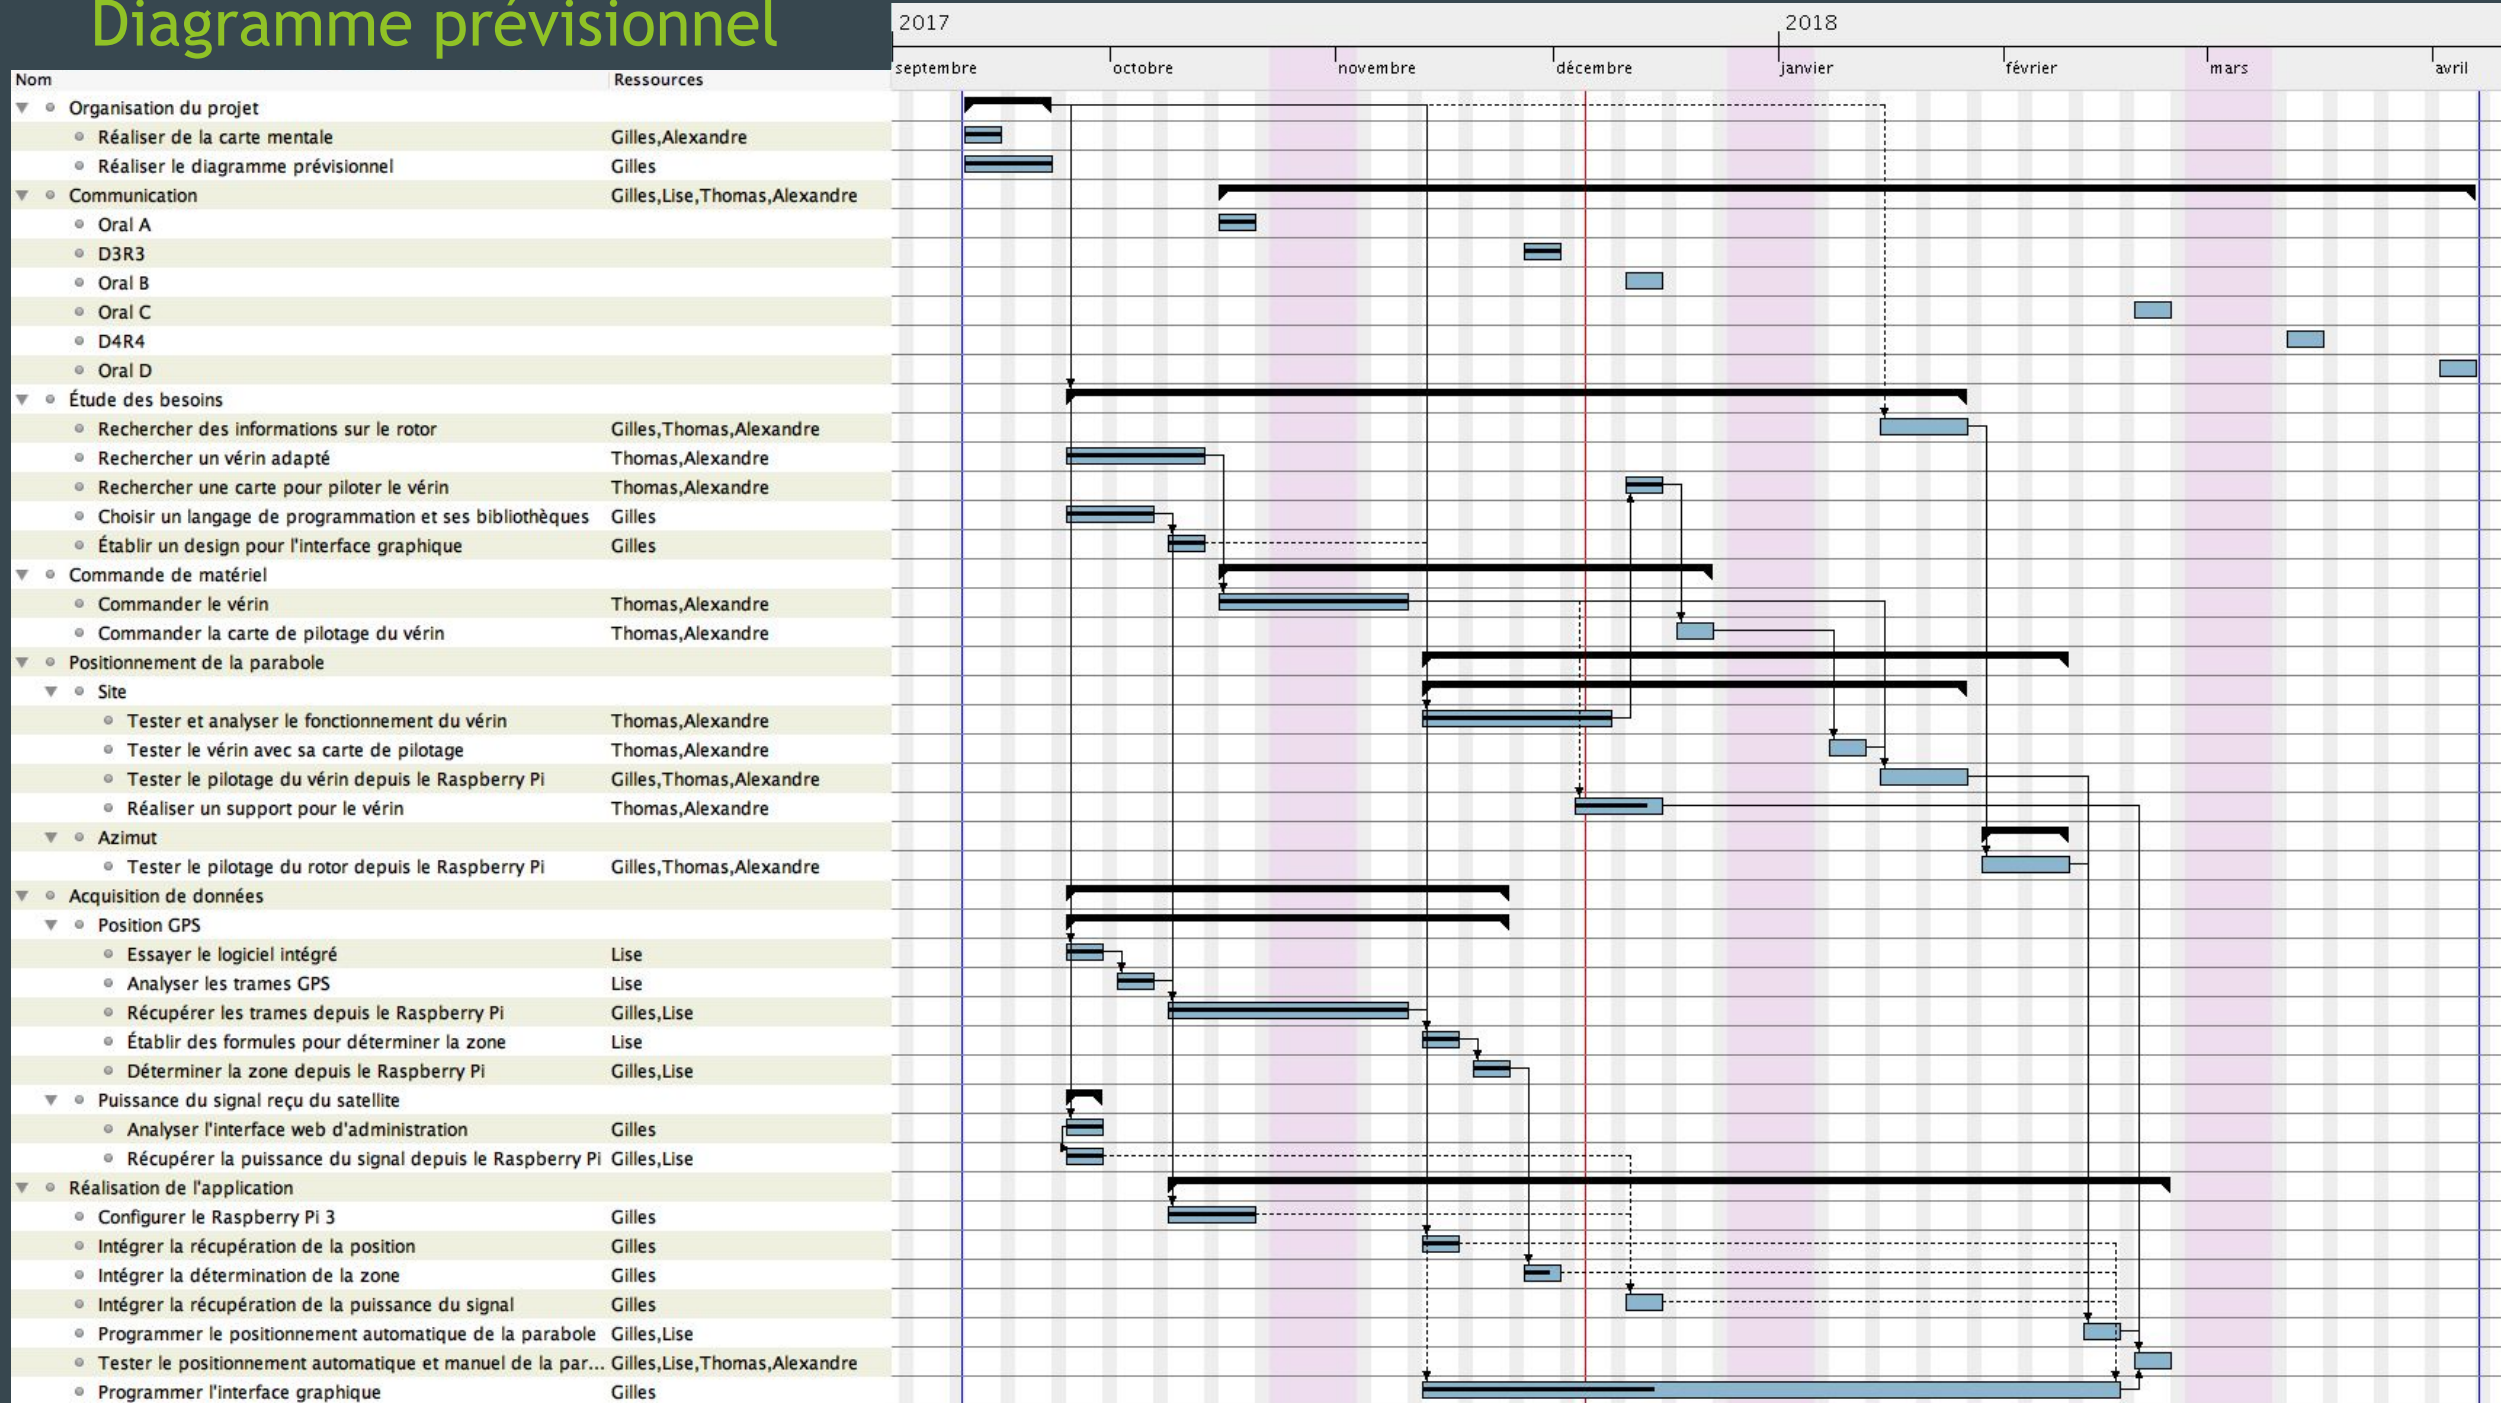 Diagramme prévisionnel
2017 2018
septembre octobre novembre décembre janvier février mars avril
Nom Ressources
Organisation du projet
Réaliser de la carte mentale Gilles,Alexandre
Réaliser le diagramme prévisionnel Gilles
Communication Gilles,Lise,Thomas,Alexandre
Oral A
D3R3
Oral B
Oral C
D4R4
Oral D
Étude des besoins
Rechercher des informations sur le rotor Gilles,Thomas,Alexandre
Rechercher un vérin adapté Thomas,Alexandre
Rechercher une carte pour piloter le vérin Thomas,Alexandre
Choisir un langage de programmation et ses bibliothèques Gilles
Établir un design pour l'interface graphique Gilles
Commande de matériel
Commander le vérin Thomas,Alexandre
Commander la carte de pilotage du vérin Thomas,Alexandre
Positionnement de la parabole
Site
Tester et analyser le fonctionnement du vérin Thomas,Alexandre
Tester le vérin avec sa carte de pilotage Thomas,Alexandre
Tester le pilotage du vérin depuis le Raspberry Pi Gilles,Thomas,Alexandre
Réaliser un support pour le vérin Thomas,Alexandre
Azimut
Tester le pilotage du rotor depuis le Raspberry Pi Gilles,Thomas,Alexandre
Acquisition de données
Position GPS
Essayer le logiciel intégré Lise
Analyser les trames GPS Lise
Récupérer les trames depuis le Raspberry Pi Gilles,Lise
Établir des formules pour déterminer la zone Lise
Déterminer la zone depuis le Raspberry Pi Gilles,Lise
Puissance du signal reçu du satellite
Analyser l'interface web d'administration Gilles
Récupérer la puissance du signal depuis le Raspberry Pi Gilles,Lise
Réalisation de l'application
Configurer le Raspberry Pi 3 Gilles
Intégrer la récupération de la position Gilles
Intégrer la détermination de la zone Gilles
Intégrer la récupération de la puissance du signal Gilles
Programmer le positionnement automatique de la parabole Gilles,Lise
Tester le positionnement automatique et manuel de la par... Gilles,Lise,Thomas,Alexandre
Programmer l'interface graphique Gilles